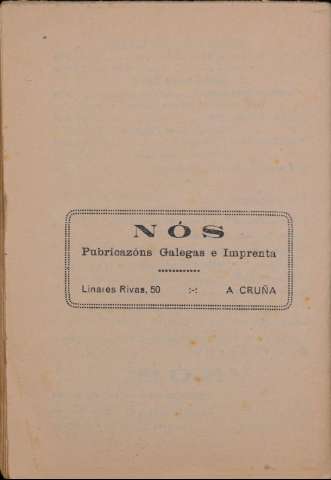 NÓS
Pubricazóns Galegas e Imprenta
Linares Rivas, 50 :-: A CRUÑA